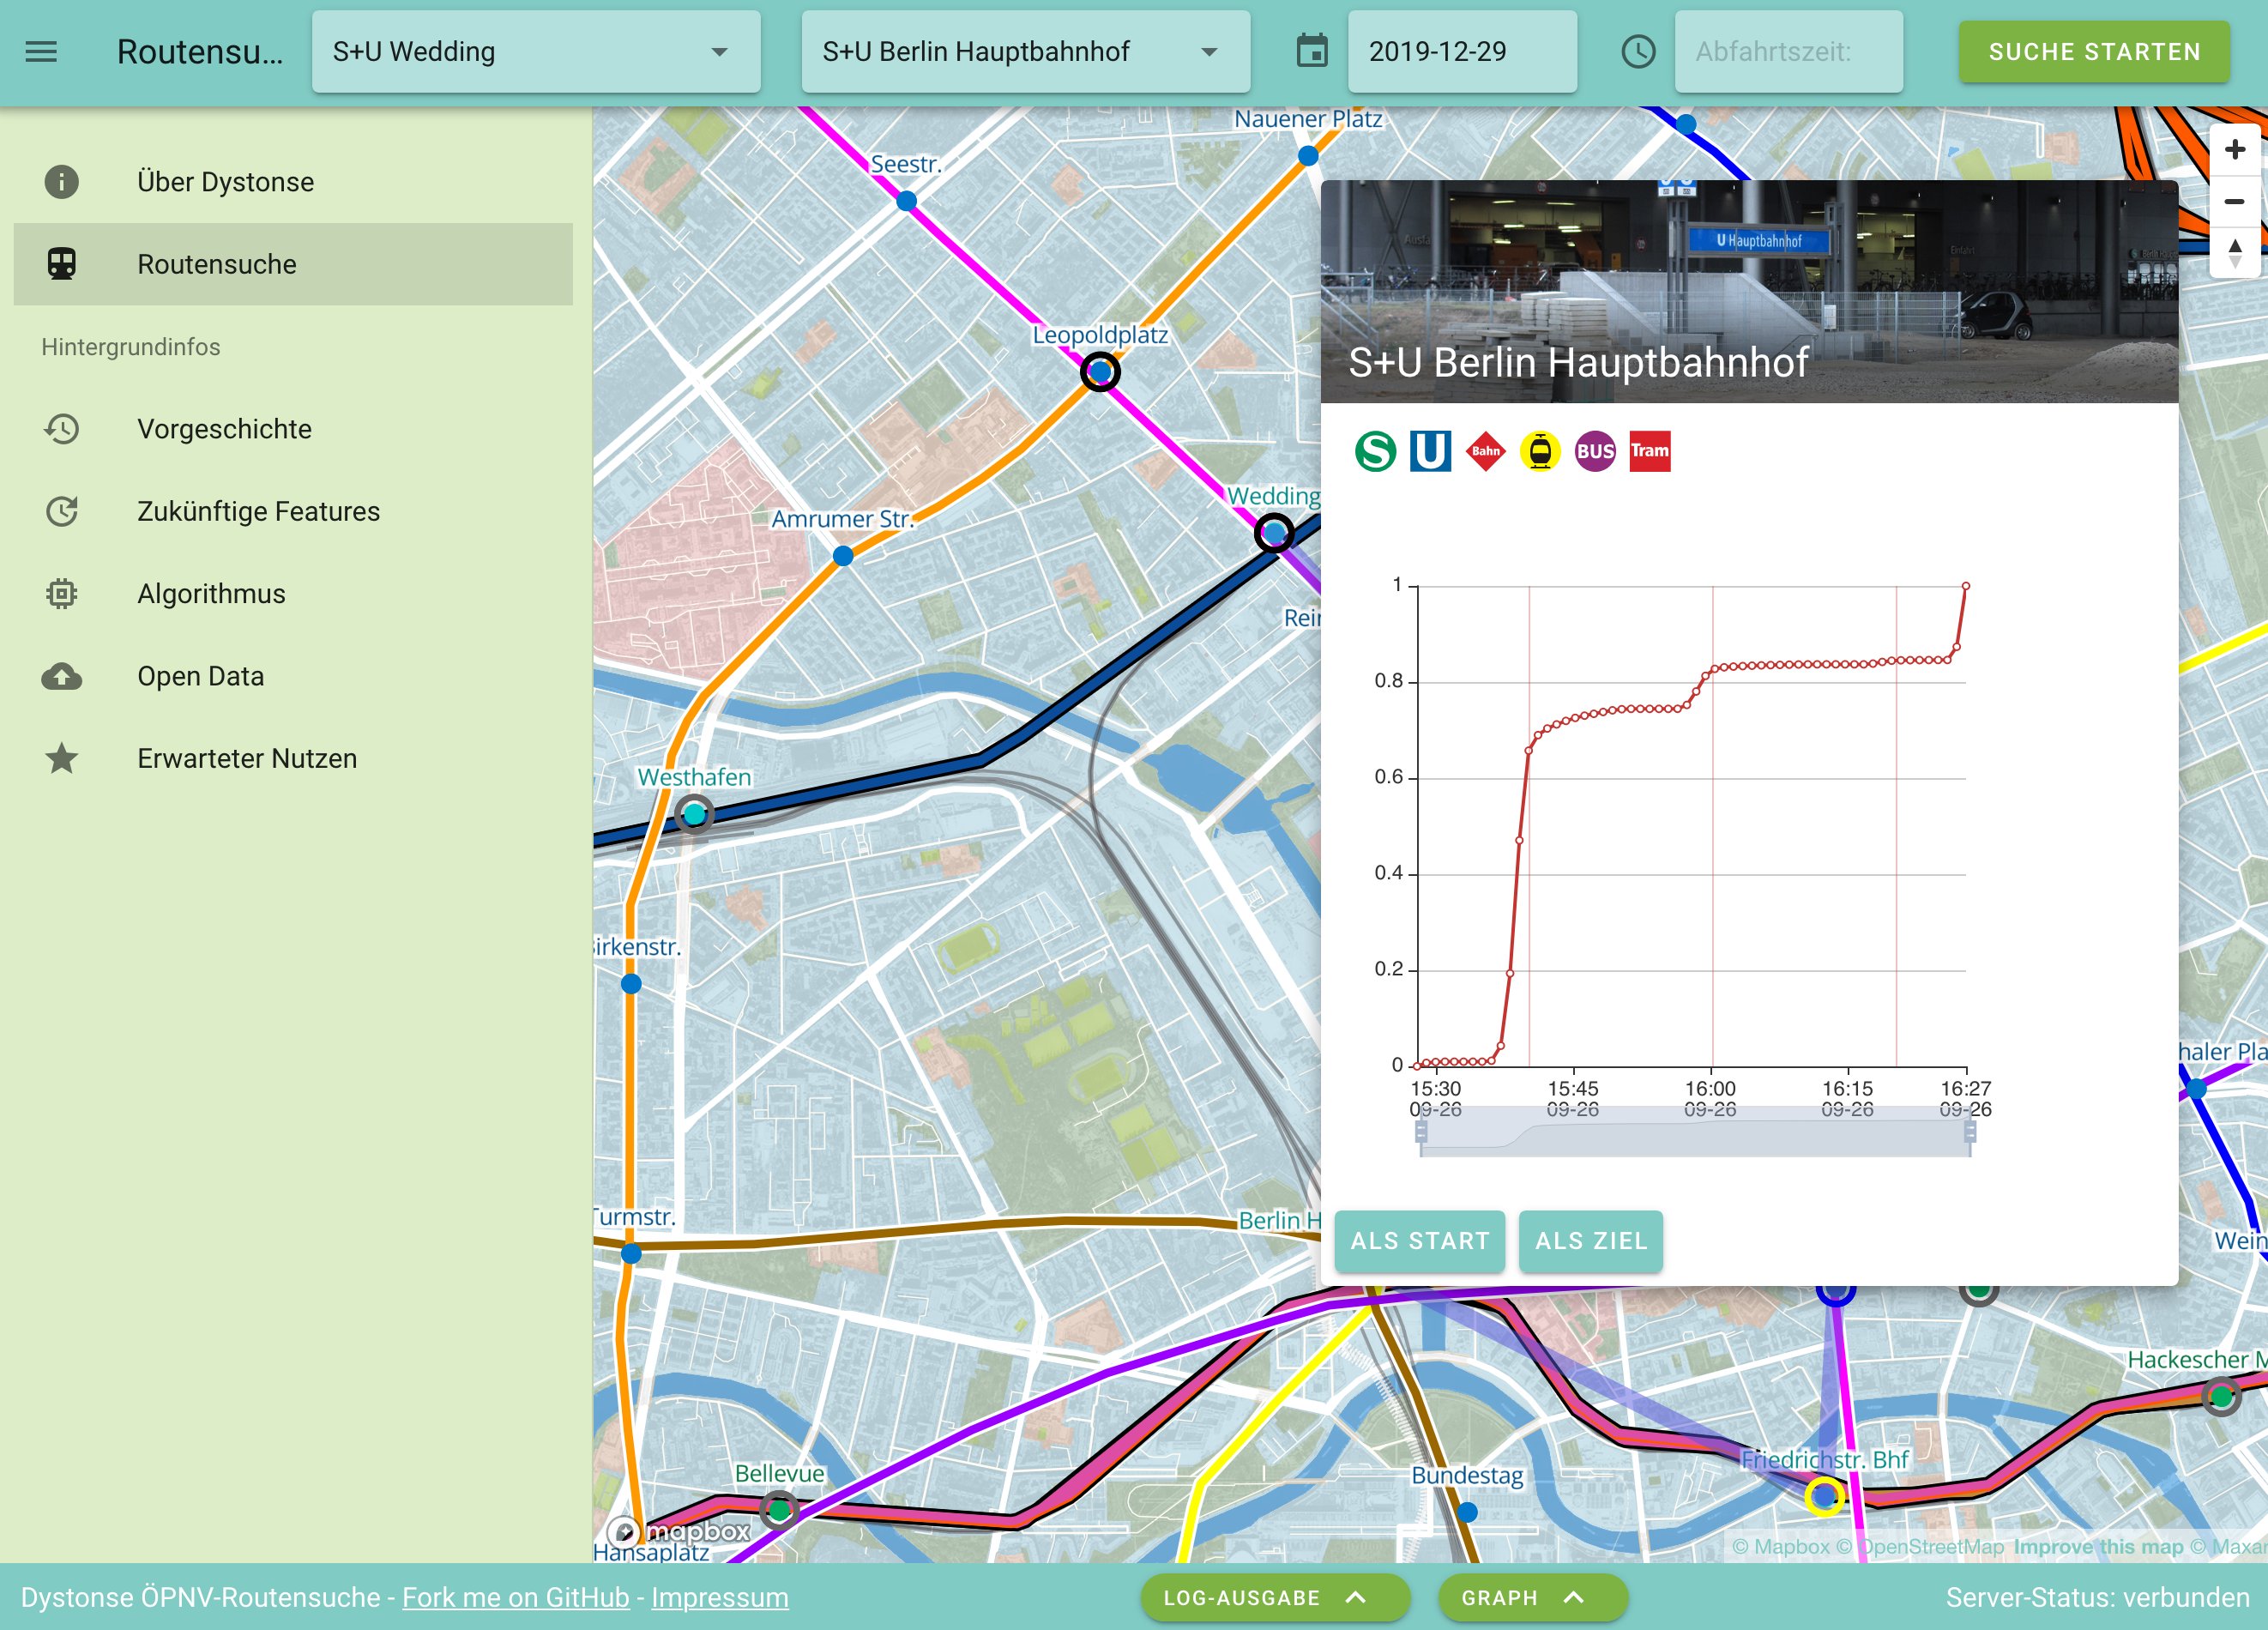 Routensu...
S+U Wedding
S+U Berlin Hauptbahnhof
2019-12-29
Abfahrtszeit:
SUCHE STARTEN
Über Dystonse
Routensuche
Hintergrundinfos
Vorgeschichte
Zukünftige Features
Algorithmus
Open Data
Erwarteter Nutzen
Nauener Platz
Seestr.
Leopoldplatz
Wedding
Amrumer Str.
Rei
Westhafen
irkenstr.
Turmstr.
Berlin H
haler Pla
Wein
Hackescher M
Friedrichstr. Bhf
Bundestag
Bellevue
Hansaplatz
mapbox
© Mapbox © OpenStreetMap Improve this map © Maxar
U Hauptbahnhof
S+U Berlin Hauptbahnhof
S U Bahn BUS Tram
1
0.8
0.6
0.4
0.2
0
15:30 15:45 16:00 16:15 16:27
09-26 09-26 09-26 09-26 09-26
ALS START
ALS ZIEL
Dystonse ÖPNV-Routensuche - Fork me on GitHub - Impressum
LOG-AUSGABE
GRAPH
Server-Status: verbunden